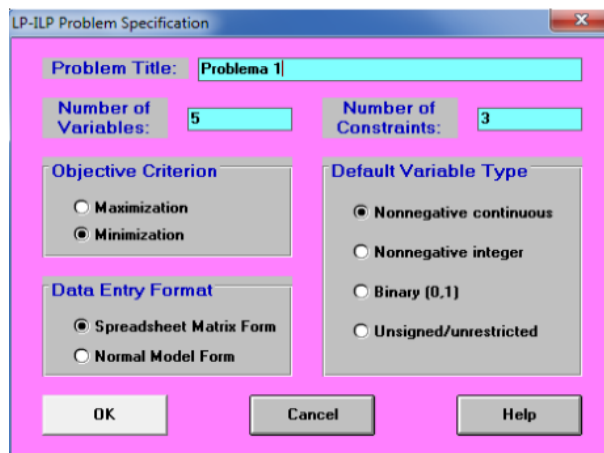 LP-ILP Problem Specification
Problem Title: Problema 1
Number of Variables: 5
Number of Constraints: 3
Objective Criterion
Maximization
Minimization
Default Variable Type
Nonnegative continuous
Nonnegative integer
Binary (0,1)
Unsigned/unrestricted
Data Entry Format
Spreadsheet Matrix Form
Normal Model Form
OK Cancel Help